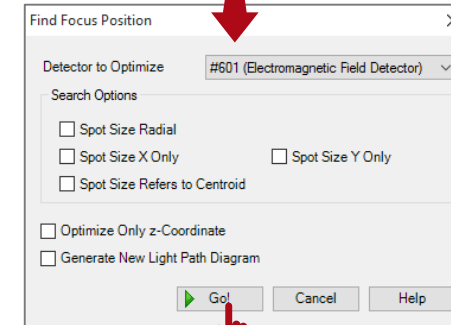 Find Focus Position
Detector to Optimize #601 (Electromagnetic Field Detector)
Search Options
Spot Size Radial
Spot Size X Only Spot Size Y Only
Spot Size Refers to Centroid
Optimize Only z-Coordinate
Generate New Light Path Diagram
Go! Cancel Help